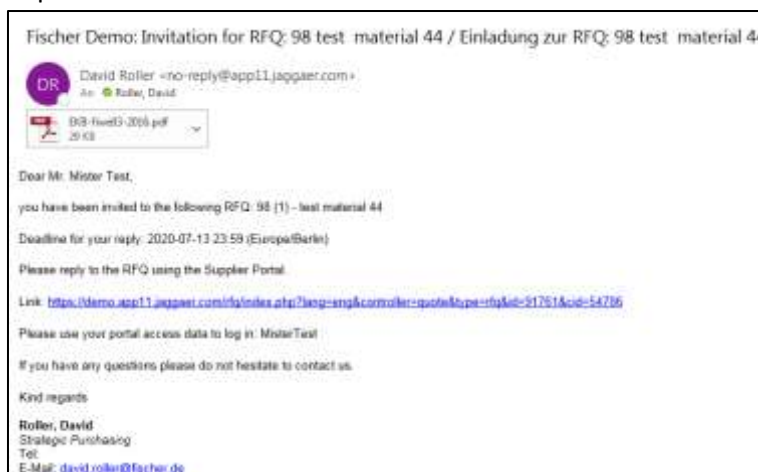 Fischer Demo: Invitation for RFQ: 98 test material 44 / Einladung zur RFQ: 98 test material 4
DR
David Roller <no-reply@app11.jaggaer.com>
An Roller, David
2016.pdf
Dear Mr. Mister Test,
you have been invited to the following RFQ: 98 (1) - test material 44
Deadline for your reply: 2020-07-13 23:59 (Europe/Berlin)
Please reply to the RFQ using the Supplier Portal.
Link: https://demo.app11.jaggaer.com/rfq/index.php?lang=eng&controller=quote&type=rfq&id=31761&cid=54786
Please use your portal access data to log in: MisterTest
If you have any questions please do not hesitate to contact us.
Kind regards
Roller, David
Strategic Purchasing
Tel:
E-Mail: david.roller@fischer.de